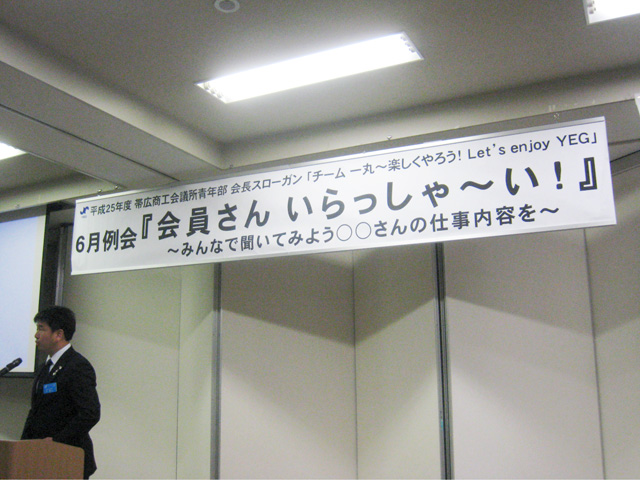 平成25年度 帯広商工会議所青年部 会長スローガン「チーム 一丸～楽しくやろう! Let's enjoy YEG」
6月例会『会員さん いらっしゃ～い!』
～みんなで聞いてみよう○○さんの仕事内容を～